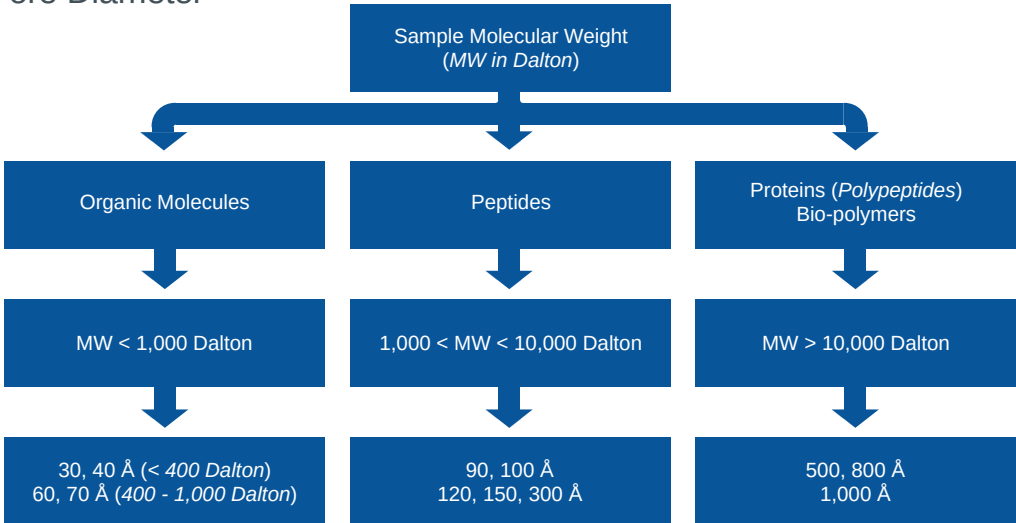 ore Diameter
Sample Molecular Weight
(MW in Dalton)
Organic Molecules
Peptides
Proteins (Polypeptides)
Bio-polymers
MW < 1,000 Dalton
1,000 < MW < 10,000 Dalton
MW > 10,000 Dalton
30, 40 Å (< 400 Dalton)
60, 70 Å (400 - 1,000 Dalton)
90, 100 Å
120, 150, 300 Å
500, 800 Å
1,000 Å